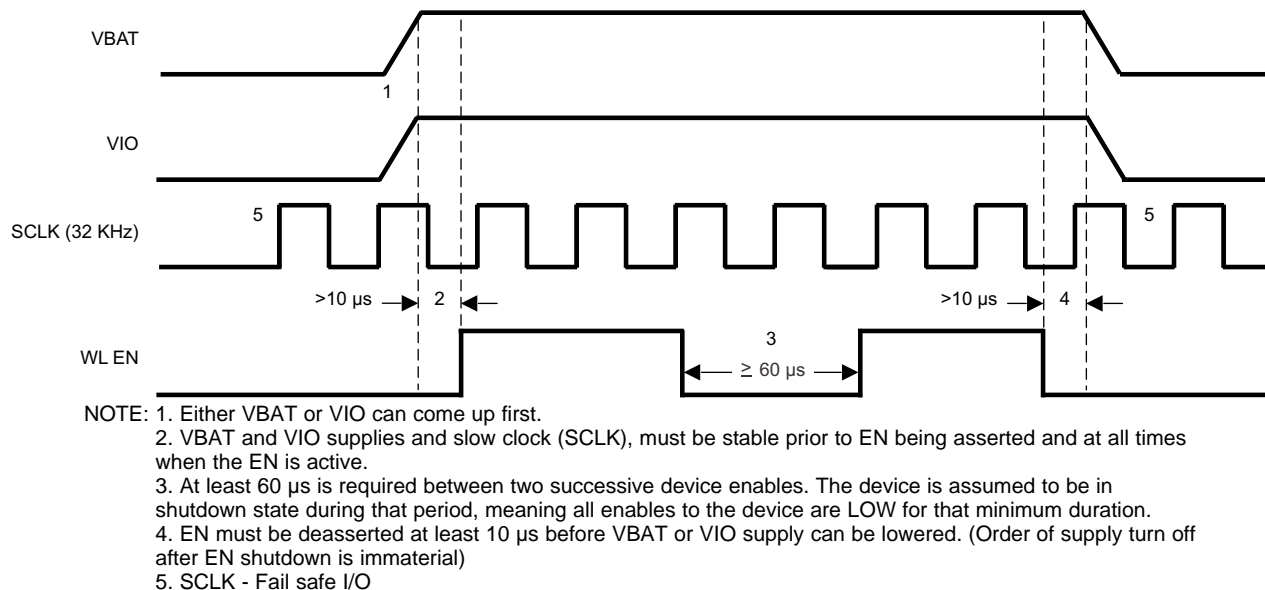 VBAT
1
VIO
5
5
SCLK (32 KHz)
>10 µs
2
>10 µs
4
WL EN
3
≥ 60 µs
NOTE: 1. Either VBAT or VIO can come up first.
2. VBAT and VIO supplies and slow clock (SCLK), must be stable prior to EN being asserted and at all times
when the EN is active.
3. At least 60 µs is required between two successive device enables. The device is assumed to be in
shutdown state during that period, meaning all enables to the device are LOW for that minimum duration.
4. EN must be deasserted at least 10 µs before VBAT or VIO supply can be lowered. (Order of supply turn off
after EN shutdown is immaterial)
5. SCLK - Fail safe I/O